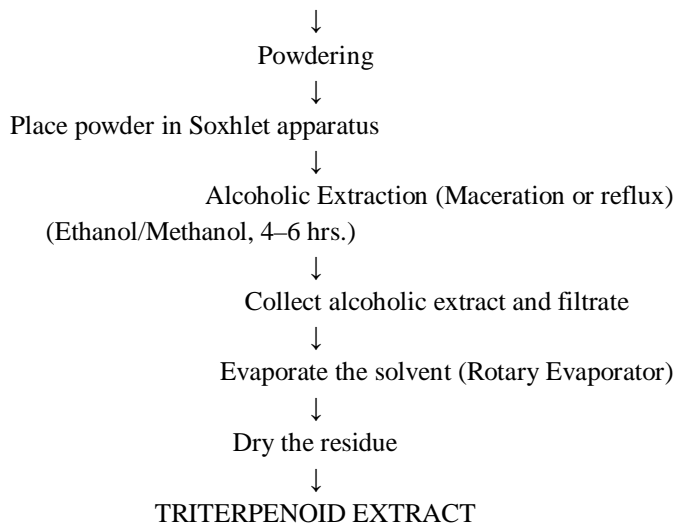 ↓
Powdering
↓
Place powder in Soxhlet apparatus
↓
Alcoholic Extraction (Maceration or reflux)
(Ethanol/Methanol, 4–6 hrs.)
↓
Collect alcoholic extract and filtrate
↓
Evaporate the solvent (Rotary Evaporator)
↓
Dry the residue
↓
TRITERPENOID EXTRACT